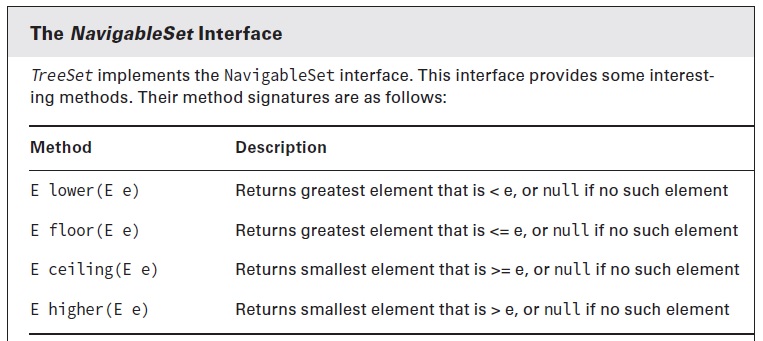 The NavigableSet Interface
TreeSet implements the NavigableSet interface. This interface provides some interest-
ing methods. Their method signatures are as follows:
Method Description
E lower(E e) Returns greatest element that is < e, or null if no such element
E floor(E e) Returns greatest element that is <= e, or null if no such element
E ceiling(E e) Returns smallest element that is >= e, or null if no such element
E higher(E e) Returns smallest element that is > e, or null if no such element